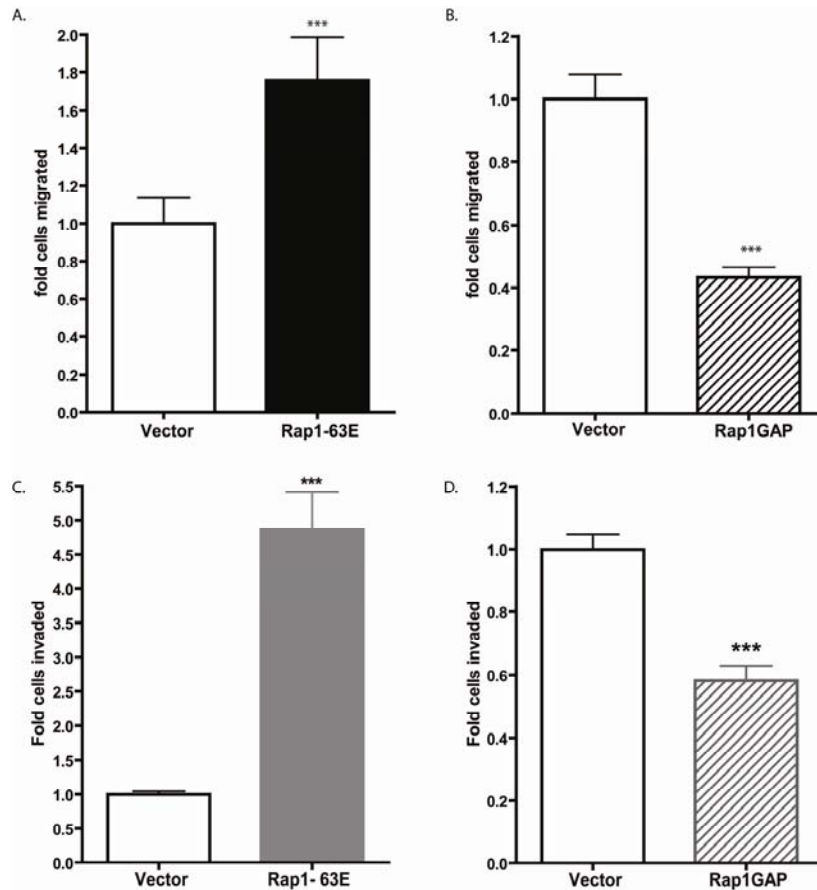 A.
***
fold cells migrated
2.0
1.8
1.6
1.4
1.2
1.0
0.8
0.6
0.4
0.2
0.0
Vector
Rap1-63E
B.
***
fold cells migrated
1.2
1.0
0.8
0.6
0.4
0.2
0.0
Vector
Rap1GAP
C.
***
Fold cells invaded
5.5
5.0
4.5
4.0
3.5
3.0
2.5
2.0
1.5
1.0
0.5
0.0
Vector
Rap1- 63E
D.
***
Fold cells invaded
1.2
1.0
0.8
0.6
0.4
0.2
0.0
Vector
Rap1GAP